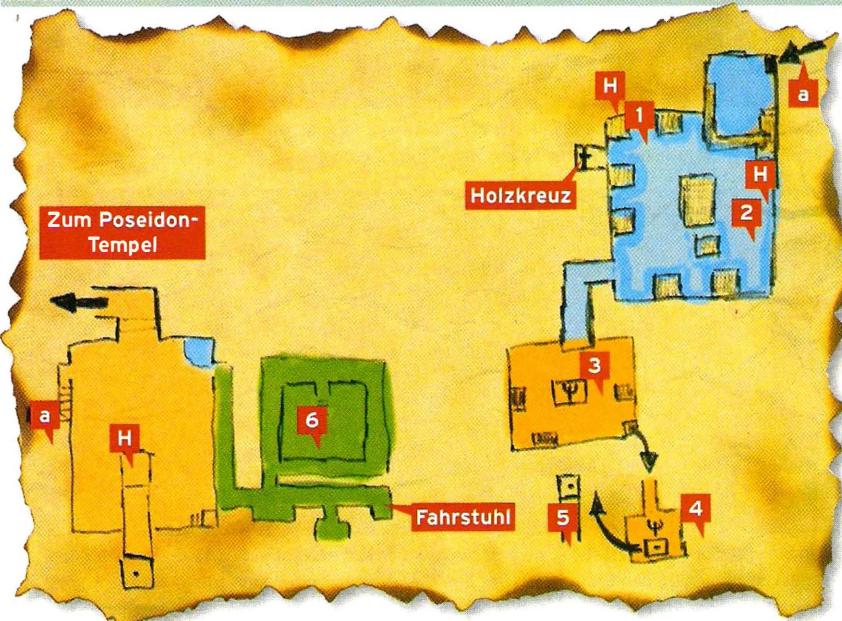 H
1
a
Holzkreuz
H
2
Zum Poseidon-
Tempel
3
a
6
H
Fahrstuhl
5
4